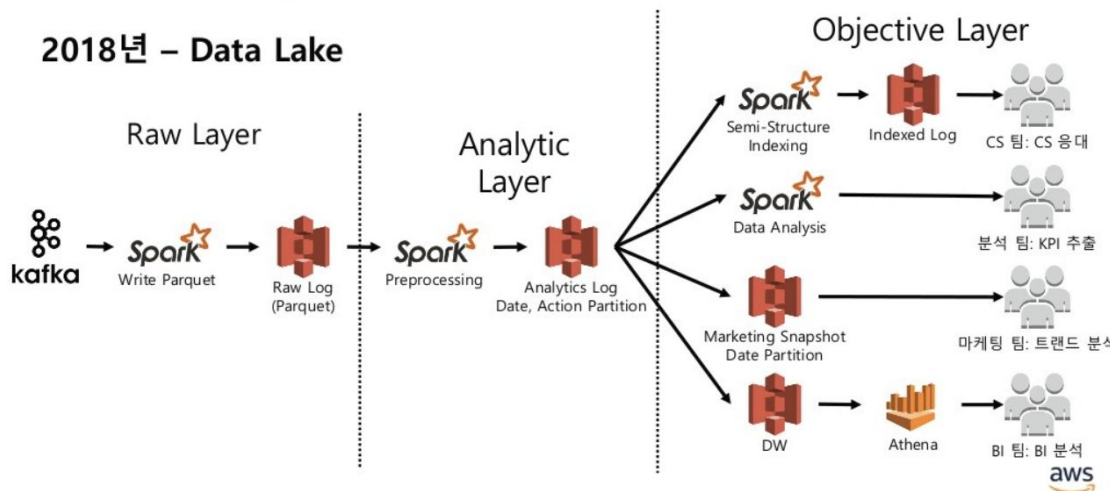 2018년 – Data Lake
Raw Layer
Analytic
Layer
Objective Layer
kafka
Spark
Write Parquet
Raw Log
(Parquet)
Spark
Preprocessing
Analytics Log
Date, Action Partition
Spark
Semi-Structure
Indexing
Indexed Log
CS 팀: CS 응대
Spark
Data Analysis
분석 팀: KPI 추출
Marketing Snapshot
Date Partition
마케팅 팀: 트랜드 분석
DW
Athena
BI 팀: BI 분석
aws